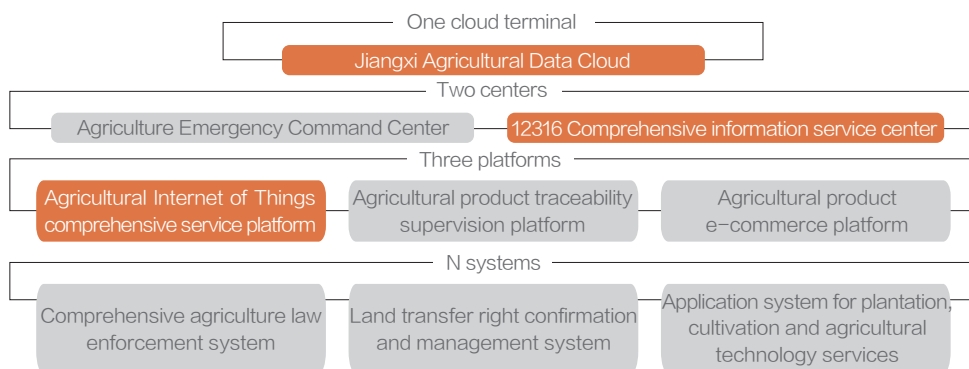 One cloud terminal
Jiangxi Agricultural Data Cloud
Two centers
Agriculture Emergency Command Center
12316 Comprehensive information service center
Three platforms
Agricultural Internet of Things
comprehensive service platform
Agricultural product traceability
supervision platform
Agricultural product
e-commerce platform
N systems
Comprehensive agriculture law
enforcement system
Land transfer right confirmation
and management system
Application system for plantation,
cultivation and agricultural
technology services